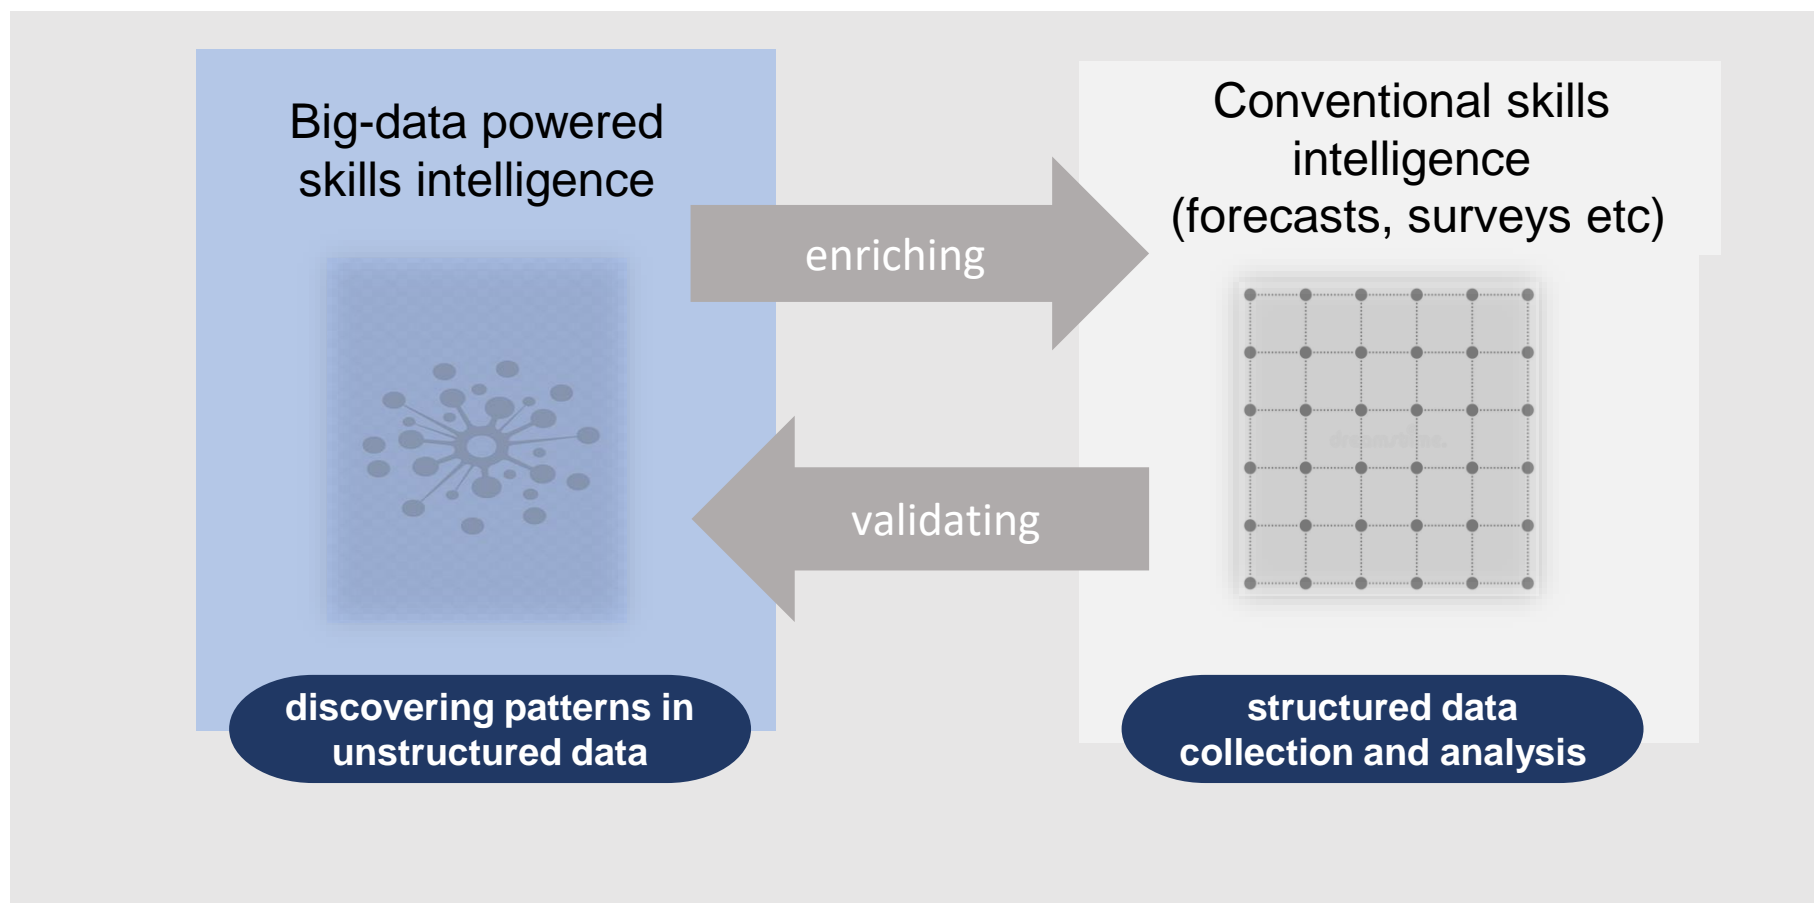 Big-data powered
skills intelligence
Conventional skills
intelligence
(forecasts, surveys etc)
enriching
validating
dreamstime.
discovering patterns in
unstructured data
structured data
collection and analysis